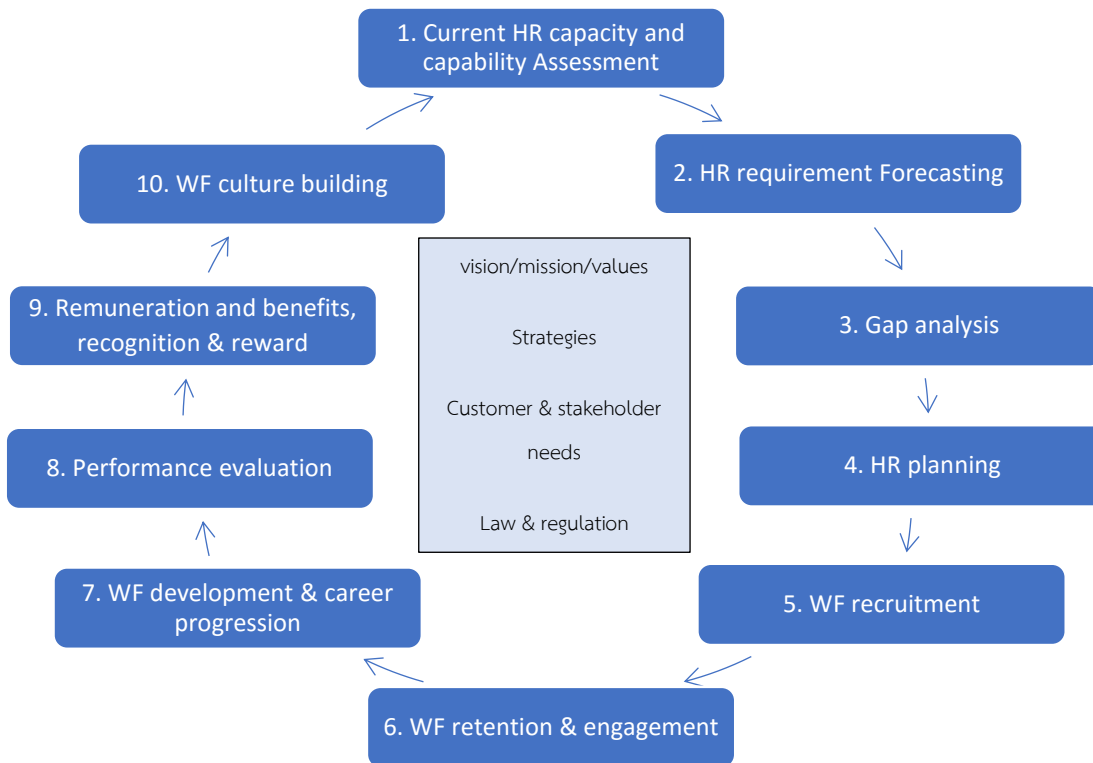 1. Current HR capacity and
capability Assessment
2. HR requirement Forecasting
3. Gap analysis
4. HR planning
5. WF recruitment
6. WF retention & engagement
7. WF development & career
progression
8. Performance evaluation
9. Remuneration and benefits,
recognition & reward
10. WF culture building
vision/mission/values
Strategies
Customer & stakeholder
needs
Law & regulation